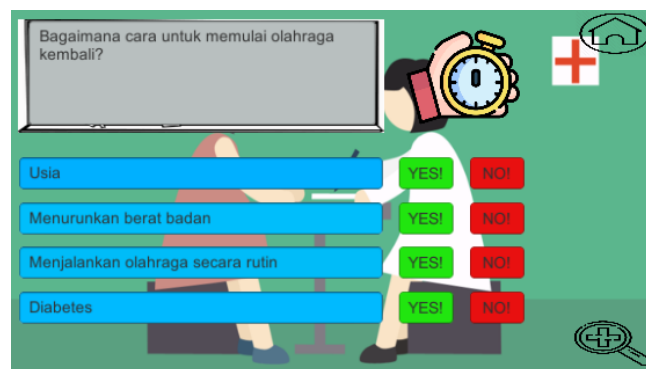 Bagaimana cara untuk memulai olahraga
kembali?
Usia
YES!
NO!
Menurunkan berat badan
YES!
NO!
Menjalankan olahraga secara rutin
YES!
NO!
Diabetes
YES!
NO!